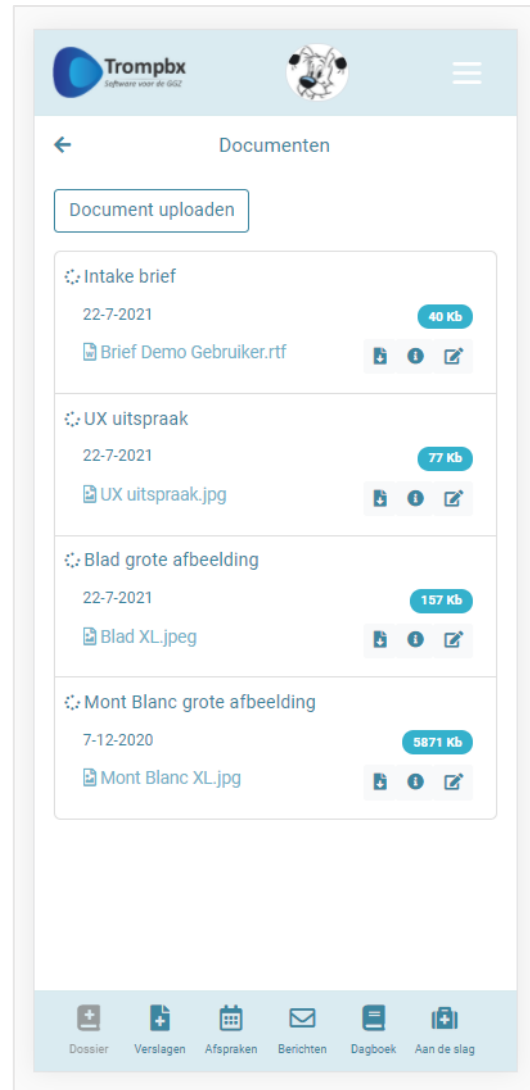 Trompbx
Software voor de GGZ
Documenten
Document uploaden
Intake brief
22-7-2021
40 Kb
Brief Demo Gebruiker.rtf
UX uitspraak
22-7-2021
77 Kb
UX uitspraak.jpg
Blad grote afbeelding
22-7-2021
157 Kb
Blad XL.jpeg
Mont Blanc grote afbeelding
7-12-2020
5871 Kb
Mont Blanc XL.jpg
Dossier Verslagen Afspraken Berichten Dagboek Aan de slag